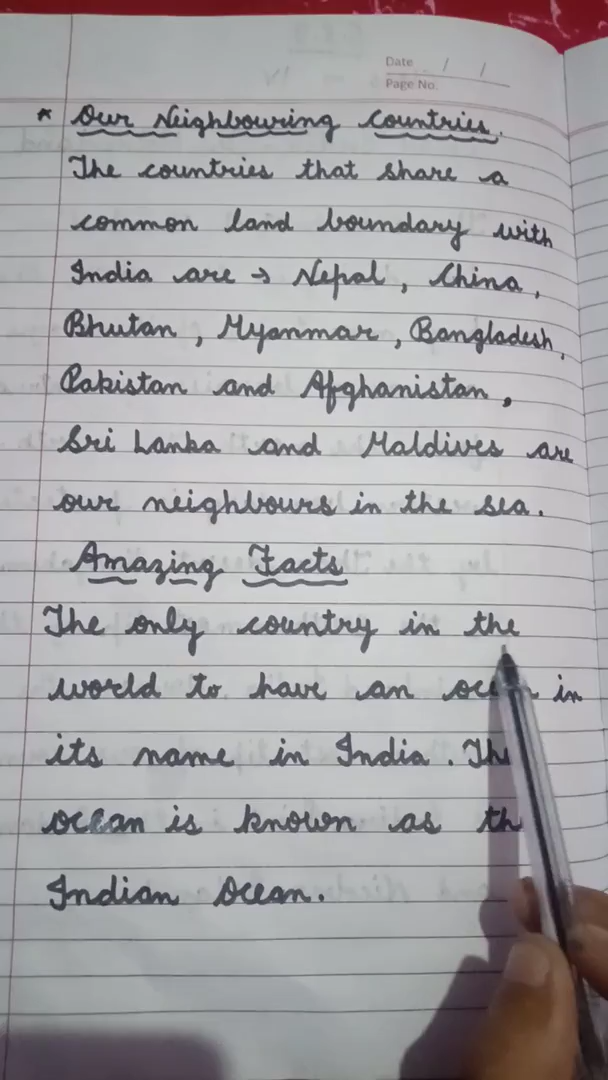 Date / /
Page No.
* Our Neighbouring Countries.
The countries that share a
common land boundary with
India are → Nepal, China,
Bhutan, Myanmar, Bangladesh,
Pakistan and Afghanistan,
Sri Lanka and Maldives are
our neighbours in the sea.
Amazing Facts
The only country in the
world to have an in
its name in India. The
ocean is known as th
Indian Ocean.